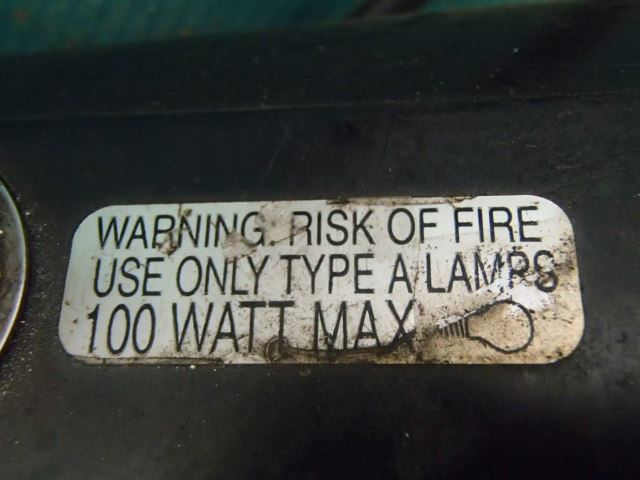 WARNING. RISK OF FIRE
USE ONLY TYPE A LAMPS
100 WATT MAX